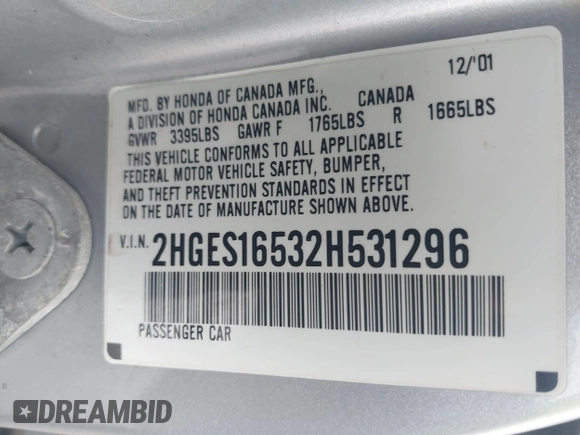 12/'01
MFD. BY HONDA OF CANADA MFG.,
A DIVISION OF HONDA CANADA INC. CANADA
GVWR 3395LBS GAWR F 1765LBS R 1665LBS
THIS VEHICLE CONFORMS TO ALL APPLICABLE
FEDERAL MOTOR VEHICLE SAFETY, BUMPER,
AND THEFT PREVENTION STANDARDS IN EFFECT
ON THE DATE OF MANUFACTURE SHOWN ABOVE.
V.I.N. 2HGES16532H531296
PASSENGER CAR
DREAMBID